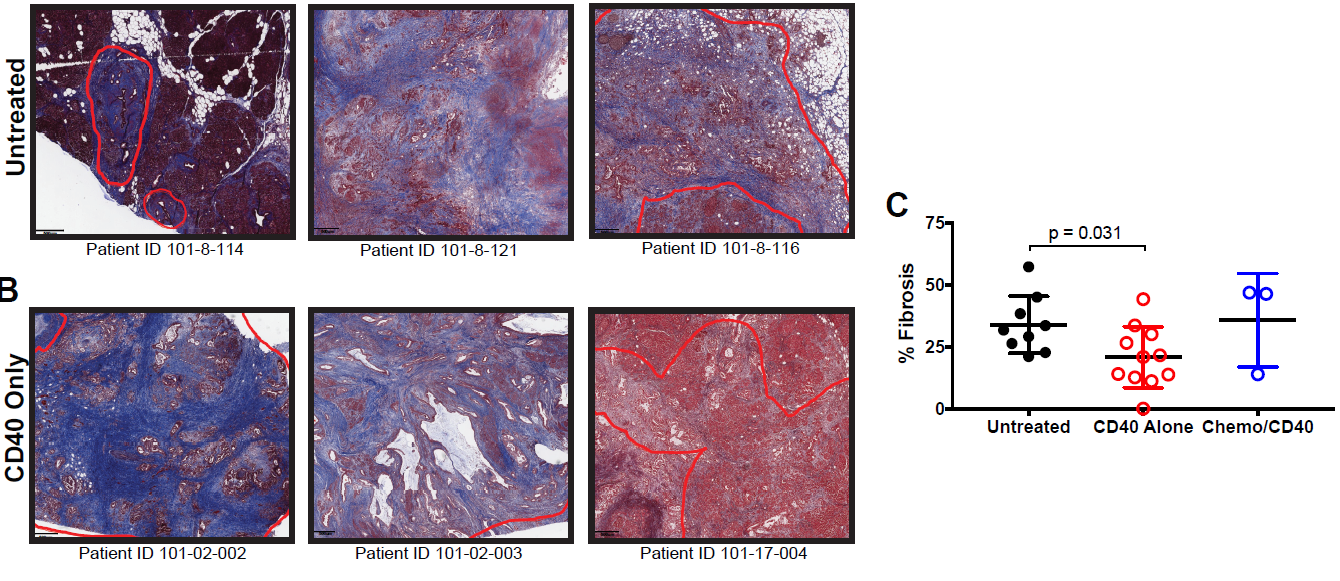 Untreated
Patient ID 101-8-114
Patient ID 101-8-121
Patient ID 101-8-116
B
CD40 Only
Patient ID 101-02-002
Patient ID 101-02-003
Patient ID 101-17-004
C
p = 0.031
% Fibrosis
75
50
25
0
Untreated
CD40 Alone
Chemo/CD40